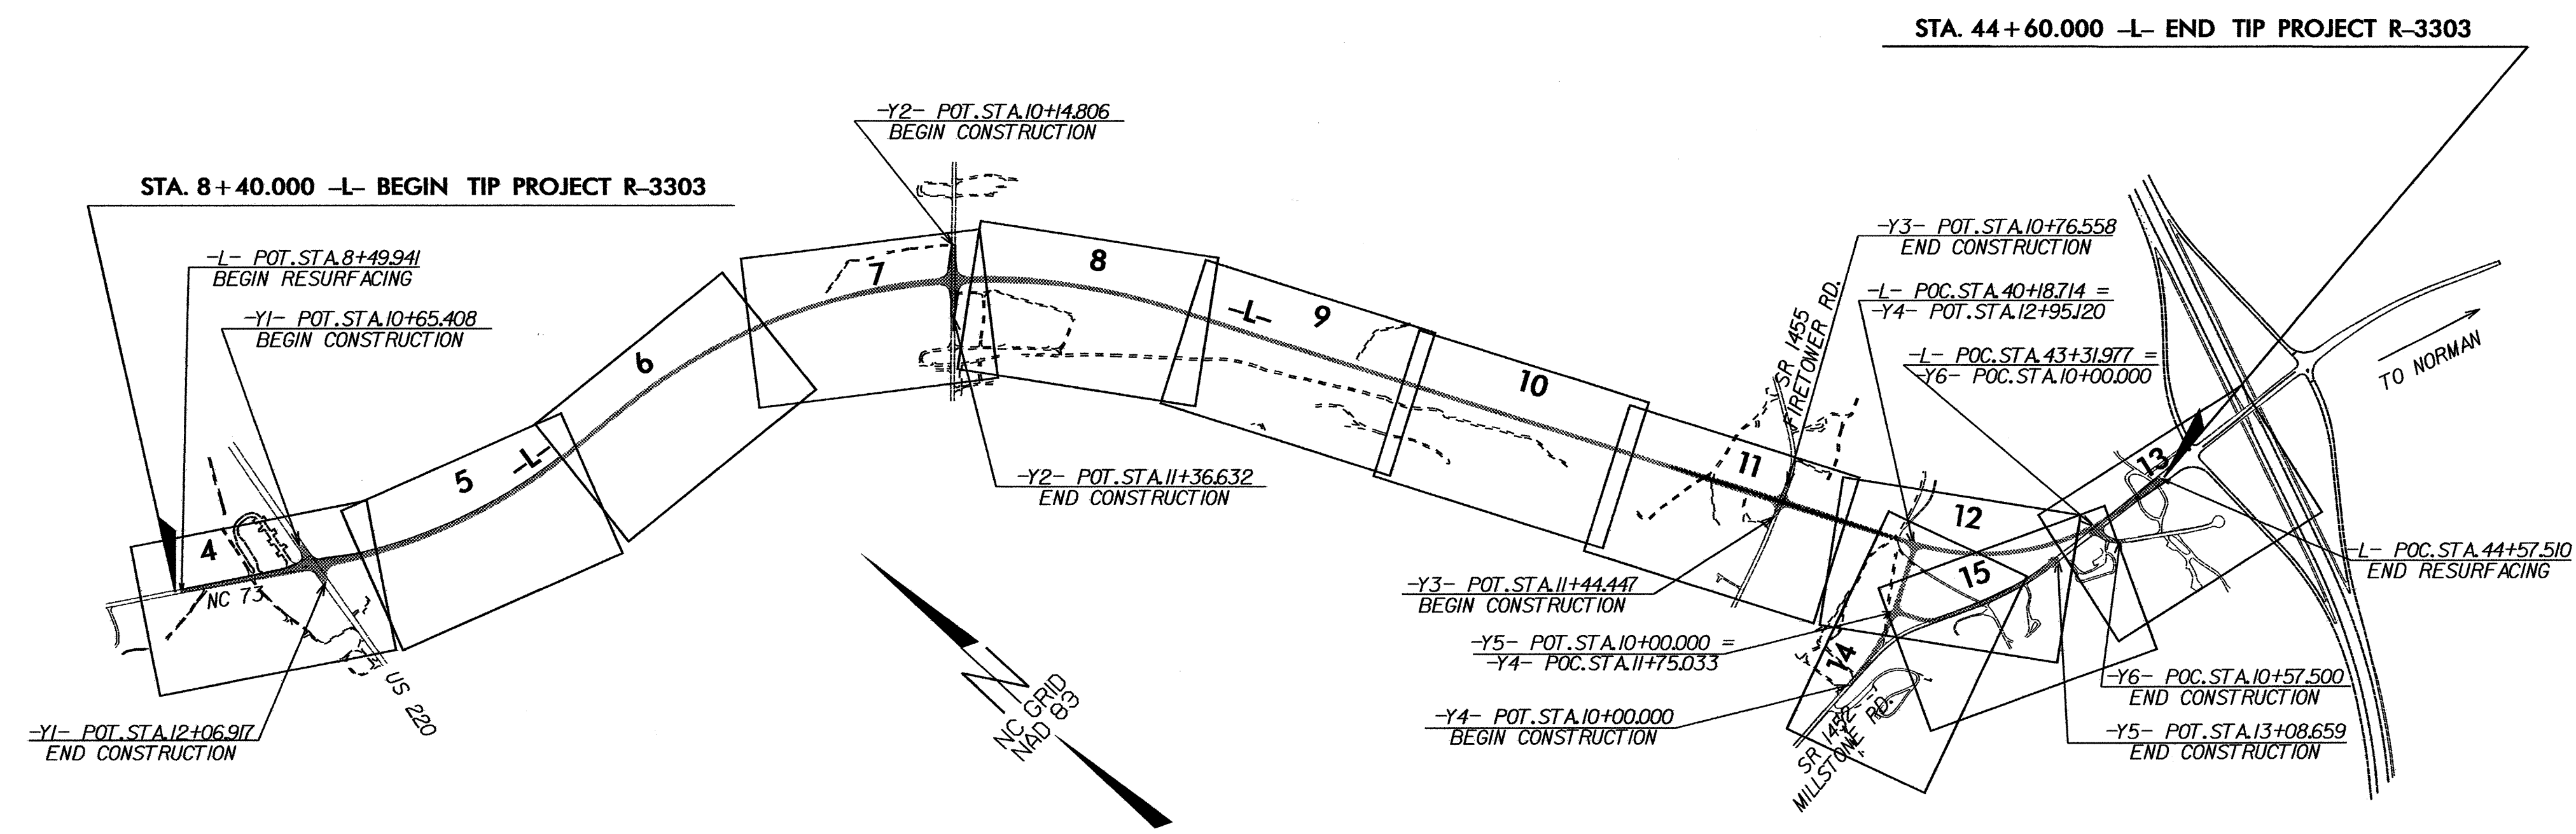 STA. 44+60.000 –L– END TIP PROJECT R–3303
–Y2– POT.STA.10+14.806
BEGIN CONSTRUCTION
STA. 8+40.000 –L– BEGIN TIP PROJECT R–3303
–L– POT.STA.8+49.941
BEGIN RESURFACING
–Y1– POT.STA.10+65.408
BEGIN CONSTRUCTION
–Y3– POT.STA.10+76.558
END CONSTRUCTION
–L– POC.STA.40+18.714 =
–Y4– POT.STA.12+95.120
–L– POC.STA.43+31.977 =
–Y6– POC.STA.10+00.000
SR 1455
FIRETOWER RD.
TO NORMAN
4
5
–L–
6
7
8
–L–
9
10
11
12
13
14
15
NC 73
US 220
–Y2– POT.STA.11+36.632
END CONSTRUCTION
–Y3– POT.STA.11+44.447
BEGIN CONSTRUCTION
–Y5– POT.STA.10+00.000 =
–Y4– POC.STA.11+75.033
–Y4– POT.STA.10+00.000
BEGIN CONSTRUCTION
–L– POC.STA.44+57.510
END RESURFACING
–Y6– POC.STA.10+57.500
END CONSTRUCTION
–Y5– POT.STA.13+08.659
END CONSTRUCTION
–Y1– POT.STA.12+06.917
END CONSTRUCTION
NC GRID
NAD 83
SR 1452
MILLSTONE RD.